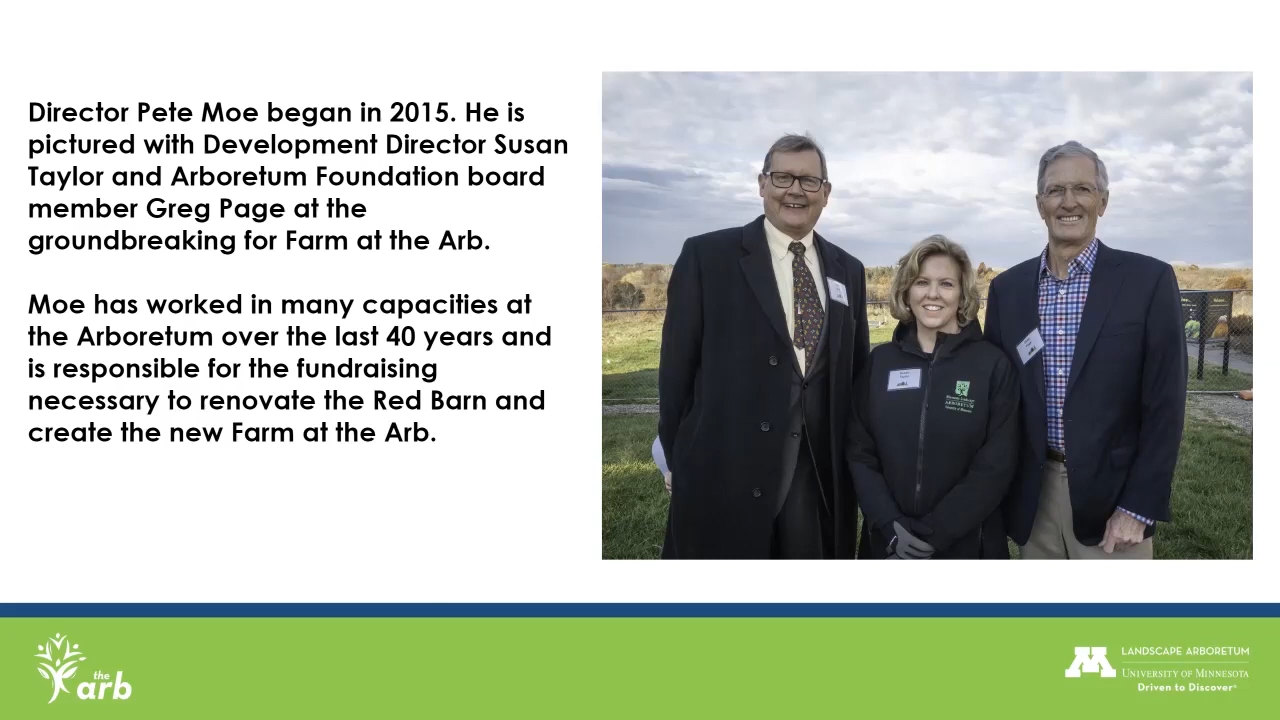 Director Pete Moe began in 2015. He is
pictured with Development Director Susan
Taylor and Arboretum Foundation board
member Greg Page at the
groundbreaking for Farm at the Arb.
Moe has worked in many capacities at
the Arboretum over the last 40 years and
is responsible for the fundraising
necessary to renovate the Red Barn and
create the new Farm at the Arb.
the
arb
M
LANDSCAPE ARBORETUM
UNIVERSITY OF MINNESOTA
Driven to Discover®
ARBORETUM